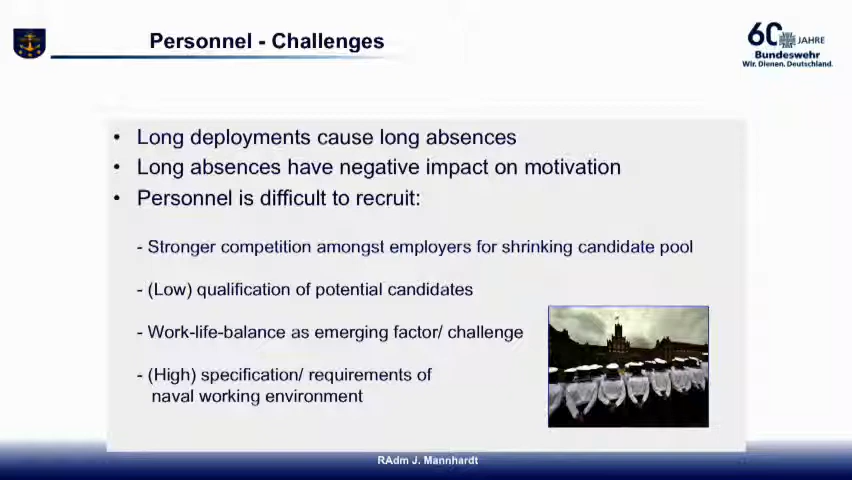 Personnel - Challenges
60 JAHRE
Bundeswehr
Wir. Dienen. Deutschland.
• Long deployments cause long absences
• Long absences have negative impact on motivation
• Personnel is difficult to recruit:
- Stronger competition amongst employers for shrinking candidate pool
- (Low) qualification of potential candidates
- Work-life-balance as emerging factor/ challenge
- (High) specification/ requirements of
naval working environment
RAdm J. Mannhardt